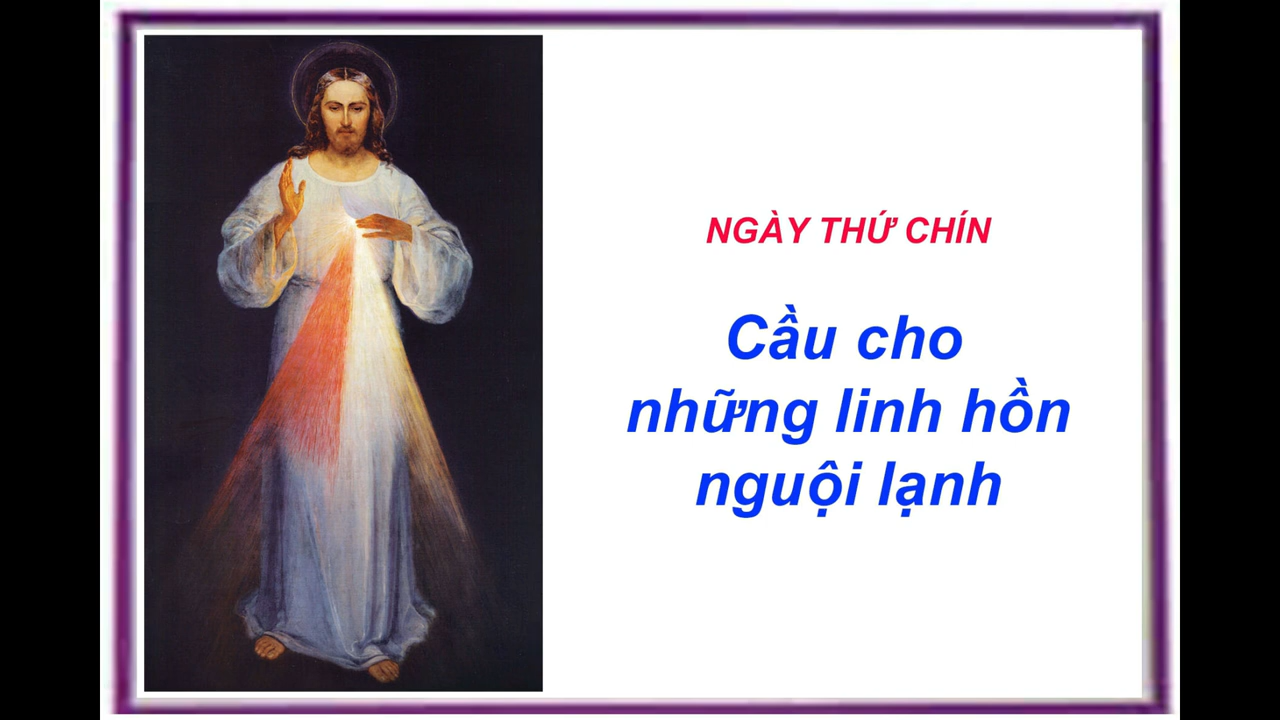 NGÀY THỨ CHÍN
Cầu cho
những linh hồn
nguội lạnh